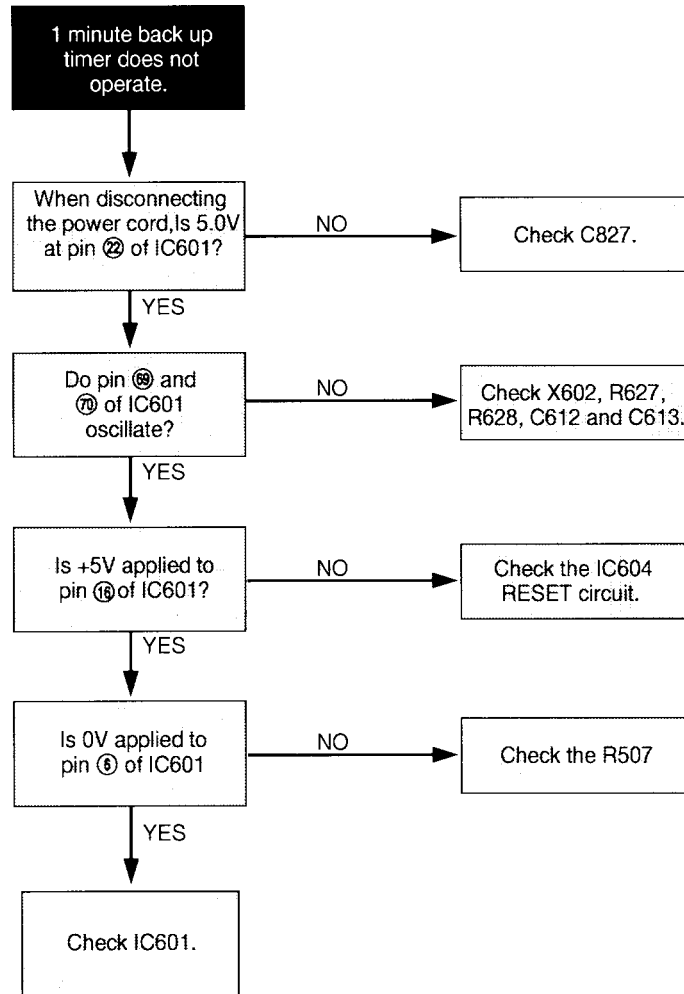 1 minute back up
timer does not
operate.
When disconnecting
the power cord,Is 5.0V
at pin ㉒ of IC601?
NO
Check C827.
YES
Do pin 69 and
70 of IC601
oscillate?
NO
Check X602, R627,
R628, C612 and C613.
YES
Is +5V applied to
pin ⑯ of IC601?
NO
Check the IC604
RESET circuit.
YES
Is 0V applied to
pin ⑥ of IC601
NO
Check the R507
YES
Check IC601.